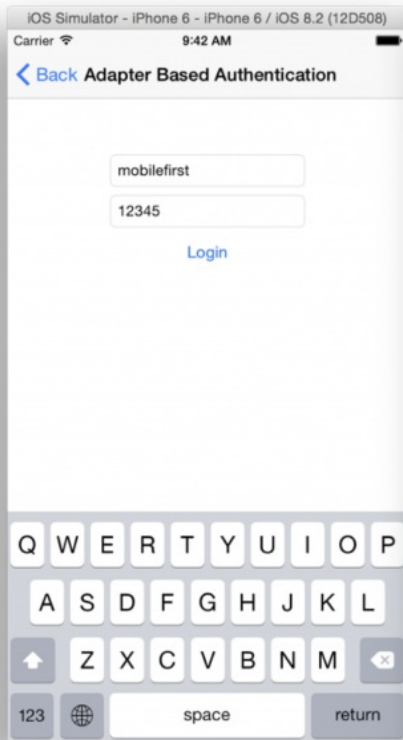 iOS Simulator - iPhone 6 - iPhone 6 / iOS 8.2 (12D508)
Carrier 9:42 AM
Back Adapter Based Authentication
mobilefirst
12345
Login
Q W E R T Y U I O P
A S D F G H J K L
Z X C V B N M
123 space return